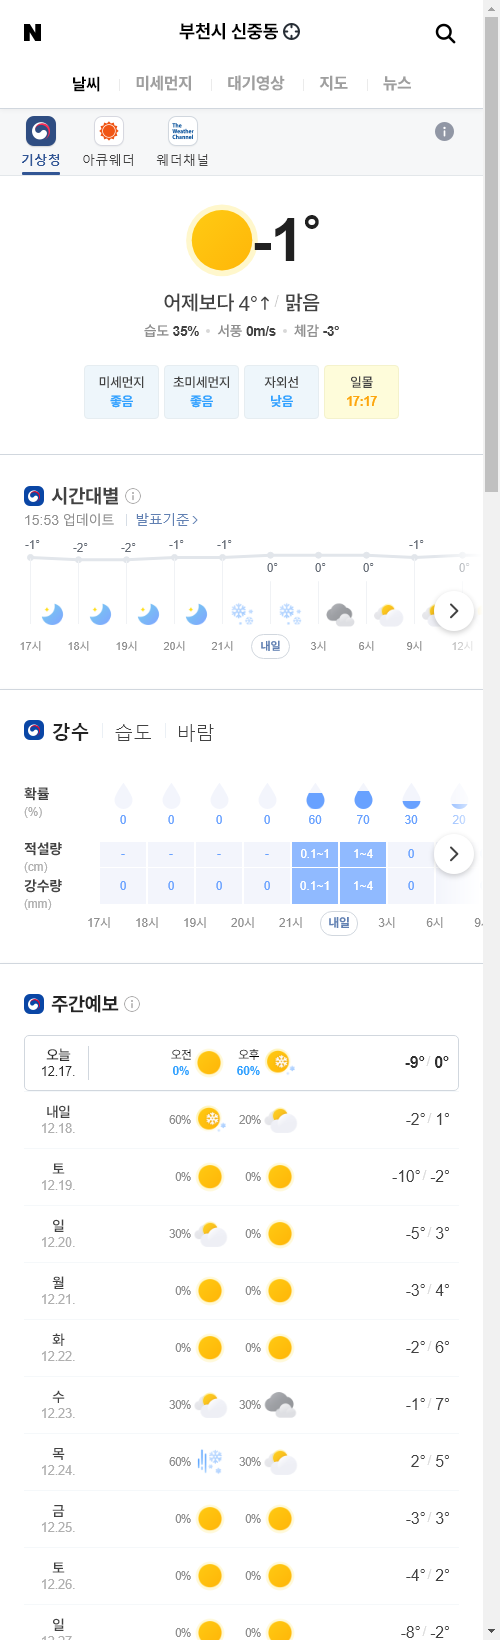 N 부천시 신중동
날씨 미세먼지 대기영상 지도 뉴스
The Weather Channel
기상청 아큐웨더 웨더채널
-1°
어제보다 4°↑ / 맑음
습도 35% • 서풍 0m/s • 체감 -3°
미세먼지 초미세먼지 자외선 일몰
좋음 좋음 낮음 17:17
시간대별
15:53 업데이트 발표기준 >
-1° -2° -2° -1° -1° 0° 0° 0° -1° 0°
17시 18시 19시 20시 21시 내일 3시 6시 9시 12시
강수 습도 바람
확률
(%)
0 0 0 0 60 70 30 20
적설량
(cm)
- - - - 0.1~1 1~4 0
강수량
(mm)
0 0 0 0 0.1~1 1~4 0
17시 18시 19시 20시 21시 내일 3시 6시
주간예보
오늘 12.17. 오전 0% 오후 60% -9° / 0°
내일 12.18. 60% 20% -2° / 1°
토 12.19. 0% 0% -10° / -2°
일 12.20. 30% 0% -5° / 3°
월 12.21. 0% 0% -3° / 4°
화 12.22. 0% 0% -2° / 6°
수 12.23. 30% 30% -1° / 7°
목 12.24. 60% 30% 2° / 5°
금 12.25. 0% 0% -3° / 3°
토 12.26. 0% 0% -4° / 2°
일 12.27. 0% 0% -8° / -2°